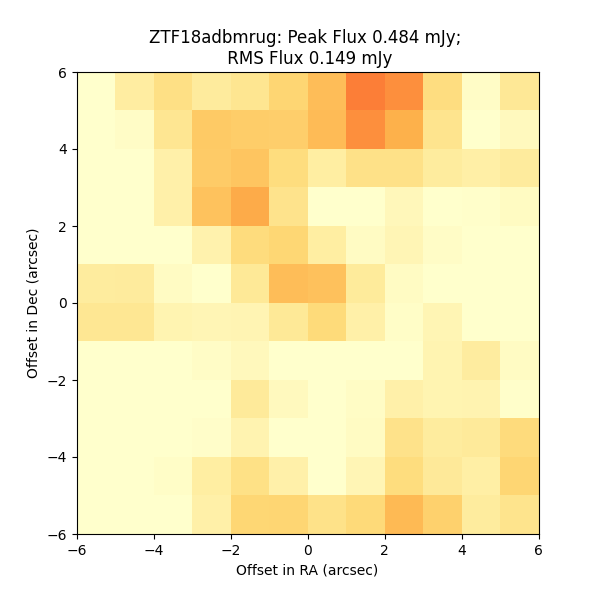 ZTF18adbmrug: Peak Flux 0.484 mJy;
RMS Flux 0.149 mJy
6
4
2
0
−2
−4
−6
Offset in Dec (arcsec)
−6 −4 −2 0 2 4 6
Offset in RA (arcsec)